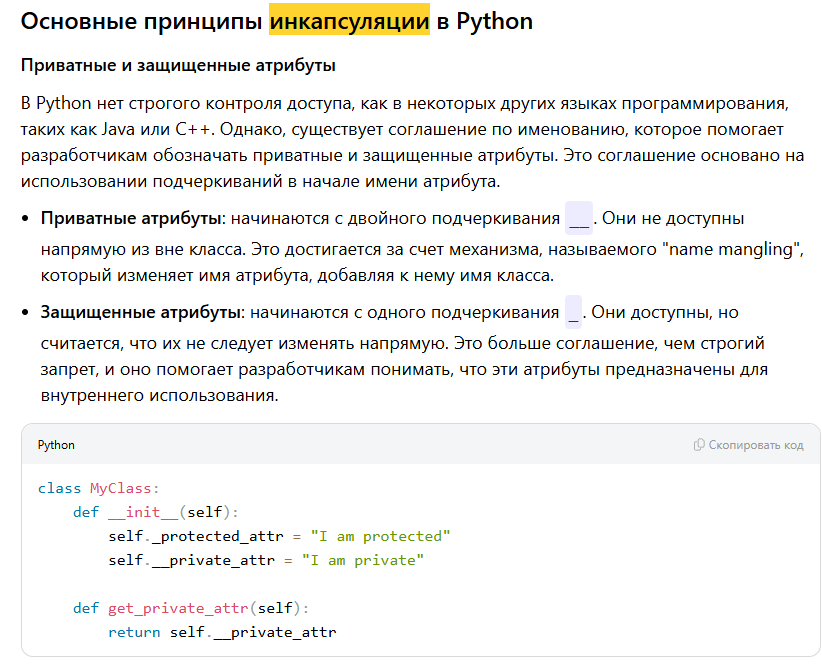 Основные принципы инкапсуляции в Python
Приватные и защищенные атрибуты
В Python нет строгого контроля доступа, как в некоторых других языках программирования,
таких как Java или C++. Однако, существует соглашение по именованию, которое помогает
разработчикам обозначать приватные и защищенные атрибуты. Это соглашение основано на
использовании подчеркиваний в начале имени атрибута.
• Приватные атрибуты: начинаются с двойного подчеркивания __. Они не доступны
напрямую из вне класса. Это достигается за счет механизма, называемого "name mangling",
который изменяет имя атрибута, добавляя к нему имя класса.
• Защищенные атрибуты: начинаются с одного подчеркивания _. Они доступны, но
считается, что их не следует изменять напрямую. Это больше соглашение, чем строгий
запрет, и оно помогает разработчикам понимать, что эти атрибуты предназначены для
внутреннего использования.
Python Скопировать код
class MyClass:
    def __init__(self):
        self._protected_attr = "I am protected"
        self.__private_attr = "I am private"
    def get_private_attr(self):
        return self.__private_attr